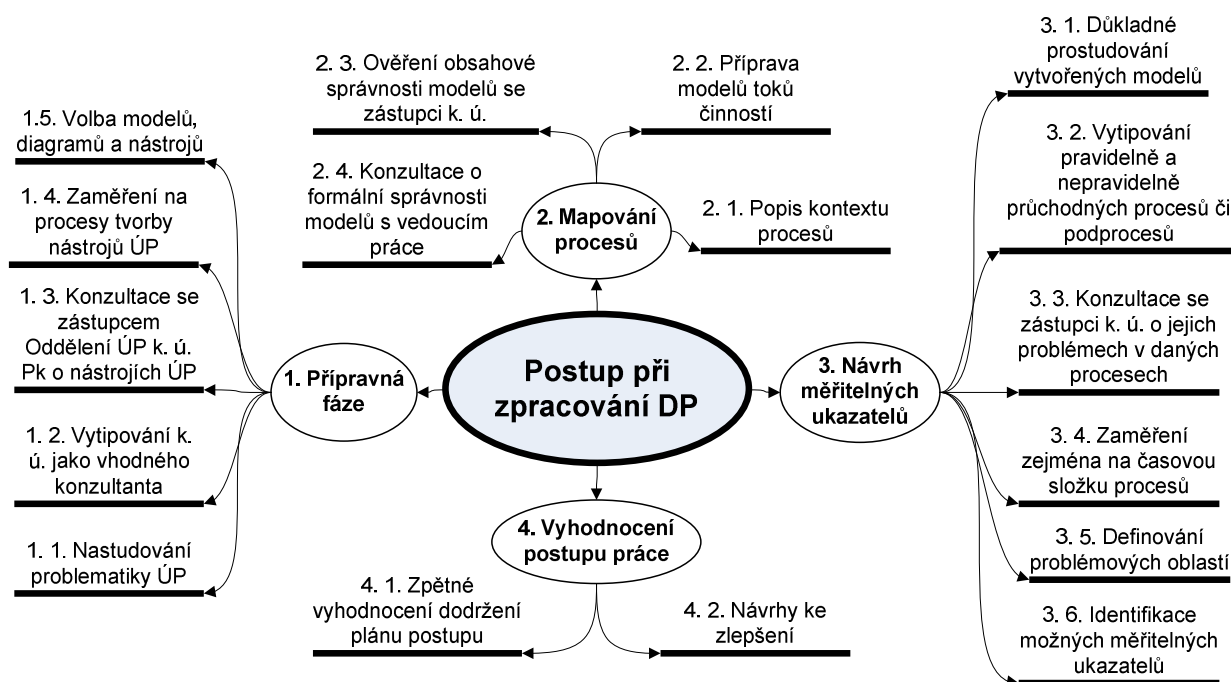 Postup při
zpracování DP
1. Přípravná
fáze
1.5. Volba modelů,
diagramů a nástrojů
1. 4. Zaměření na
procesy tvorby
nástrojů ÚP
1. 3. Konzultace se
zástupcem
Oddělení ÚP k. ú.
Pk o nástrojích ÚP
1. 2. Vytipování k.
ú. jako vhodného
konzultanta
1. 1. Nastudování
problematiky ÚP
2. Mapování
procesů
2. 3. Ověření obsahové
správnosti modelů se
zástupci k. ú.
2. 2. Příprava
modelů toků
činností
2. 4. Konzultace o
formální správnosti
modelů s vedoucím
práce
2. 1. Popis kontextu
procesů
3. Návrh
měřitelných
ukazatelů
3. 1. Důkladné
prostudování
vytvořených modelů
3. 2. Vytipování
pravidelně a
nepravidelně
průchodných procesů či
podprocesů
3. 3. Konzultace se
zástupci k. ú. o jejich
problémech v daných
procesech
3. 4. Zaměření
zejména na časovou
složku procesů
3. 5. Definování
problémových oblastí
3. 6. Identifikace
možných měřitelných
ukazatelů
4. Vyhodnocení
postupu práce
4. 1. Zpětné
vyhodnocení dodržení
plánu postupu
4. 2. Návrhy ke
zlepšení